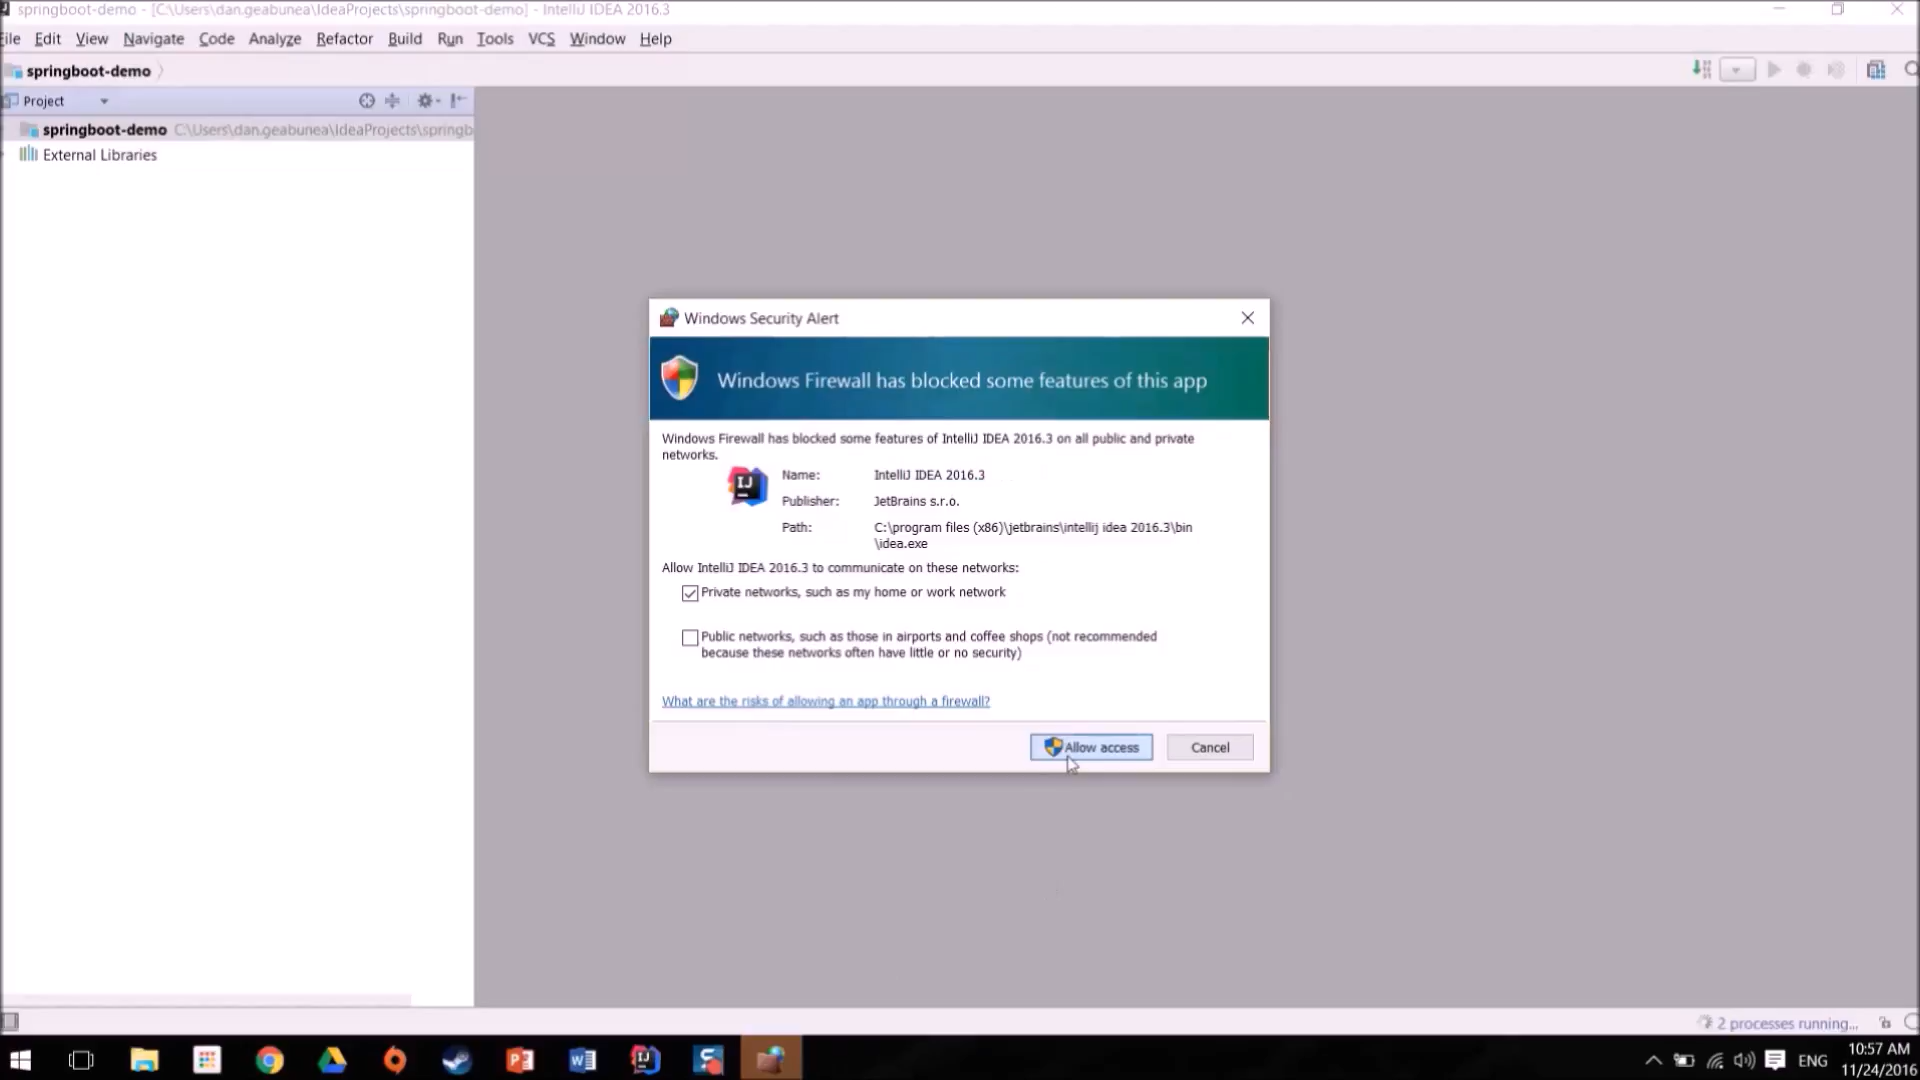 springboot-demo - [C:\Users\dan.geabunea\IdeaProjects\springboot-demo] - IntelliJ IDEA 2016.3
ile Edit View Navigate Code Analyze Refactor Build Run Tools VCS Window Help
springboot-demo
Project
springboot-demo C:\Users\dan.geabunea\IdeaProjects\springb
External Libraries
Windows Security Alert
Windows Firewall has blocked some features of this app
Windows Firewall has blocked some features of IntelliJ IDEA 2016.3 on all public and private
networks.
IJ
Name: IntelliJ IDEA 2016.3
Publisher: JetBrains s.r.o.
Path: C:\program files (x86)\jetbrains\intellij idea 2016.3\bin
\idea.exe
Allow IntelliJ IDEA 2016.3 to communicate on these networks:
Private networks, such as my home or work network
Public networks, such as those in airports and coffee shops (not recommended
because these networks often have little or no security)
What are the risks of allowing an app through a firewall?
Allow access Cancel
2 processes running...
ENG
10:57 AM
11/24/2016